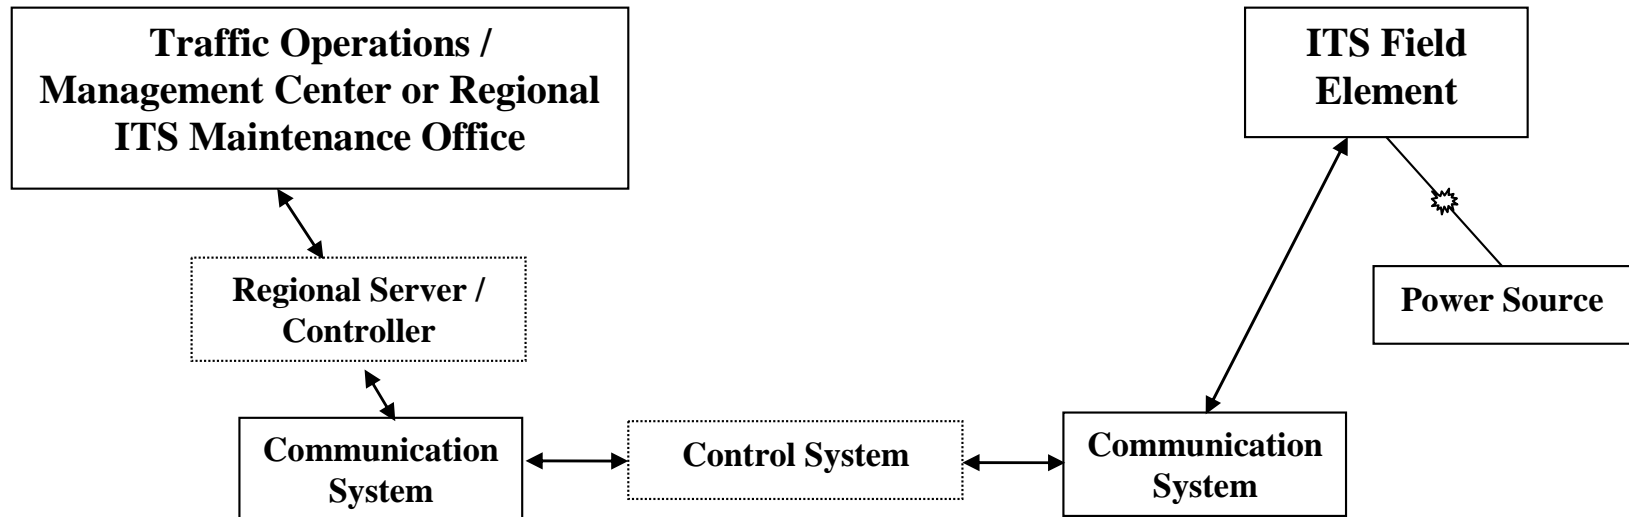 Traffic Operations /
Management Center or Regional
ITS Maintenance Office
ITS Field
Element
Regional Server /
Controller
Power Source
Communication
System
Control System
Communication
System